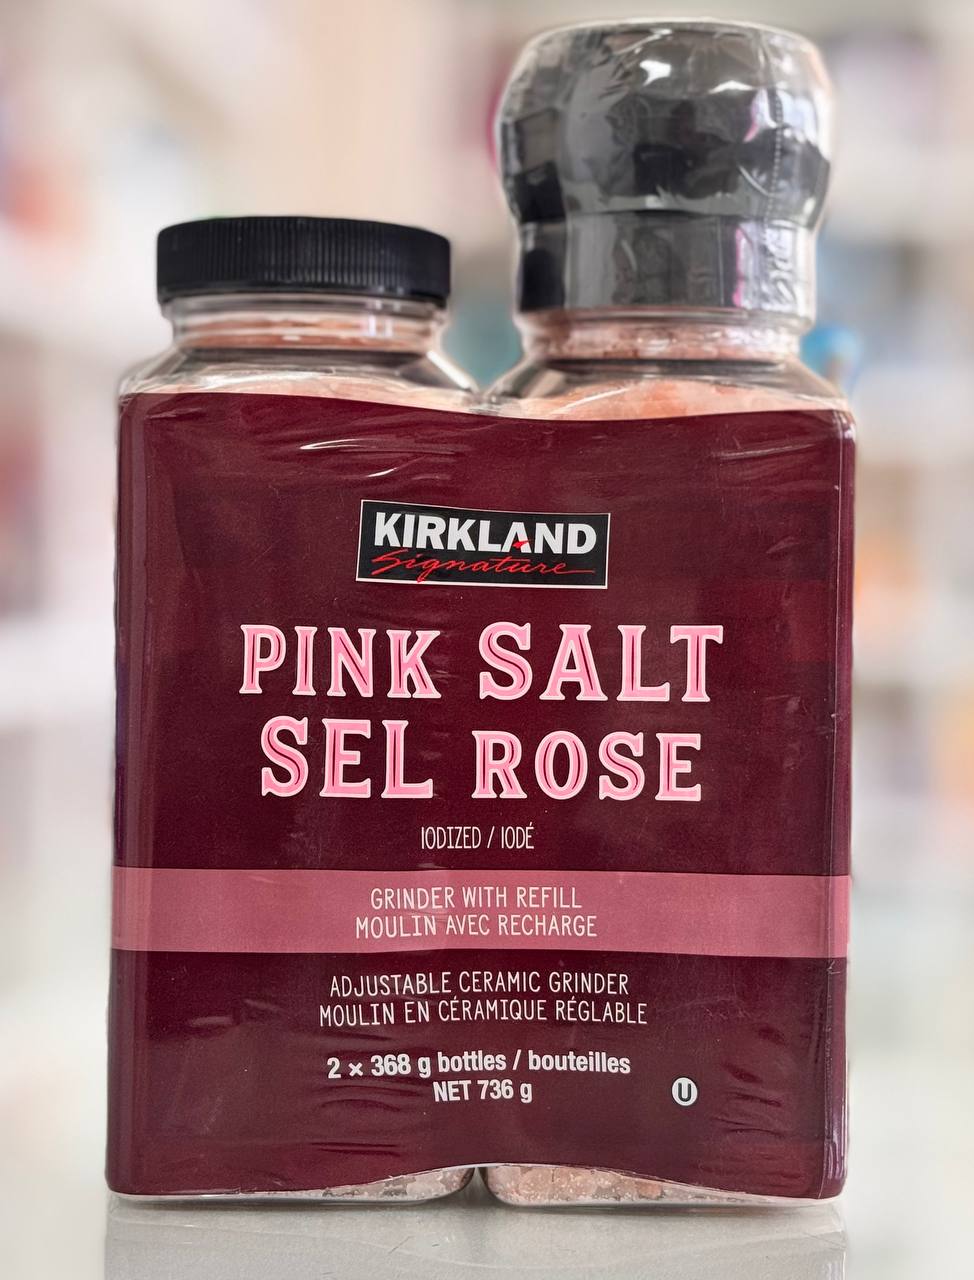 KIRKLAND
Signature
PINK SALT
SEL ROSE
IODIZED / IODÉ
GRINDER WITH REFILL
MOULIN AVEC RECHARGE
ADJUSTABLE CERAMIC GRINDER
MOULIN EN CÉRAMIQUE RÉGLABLE
2 × 368 g bottles / bouteilles
NET 736 g
U